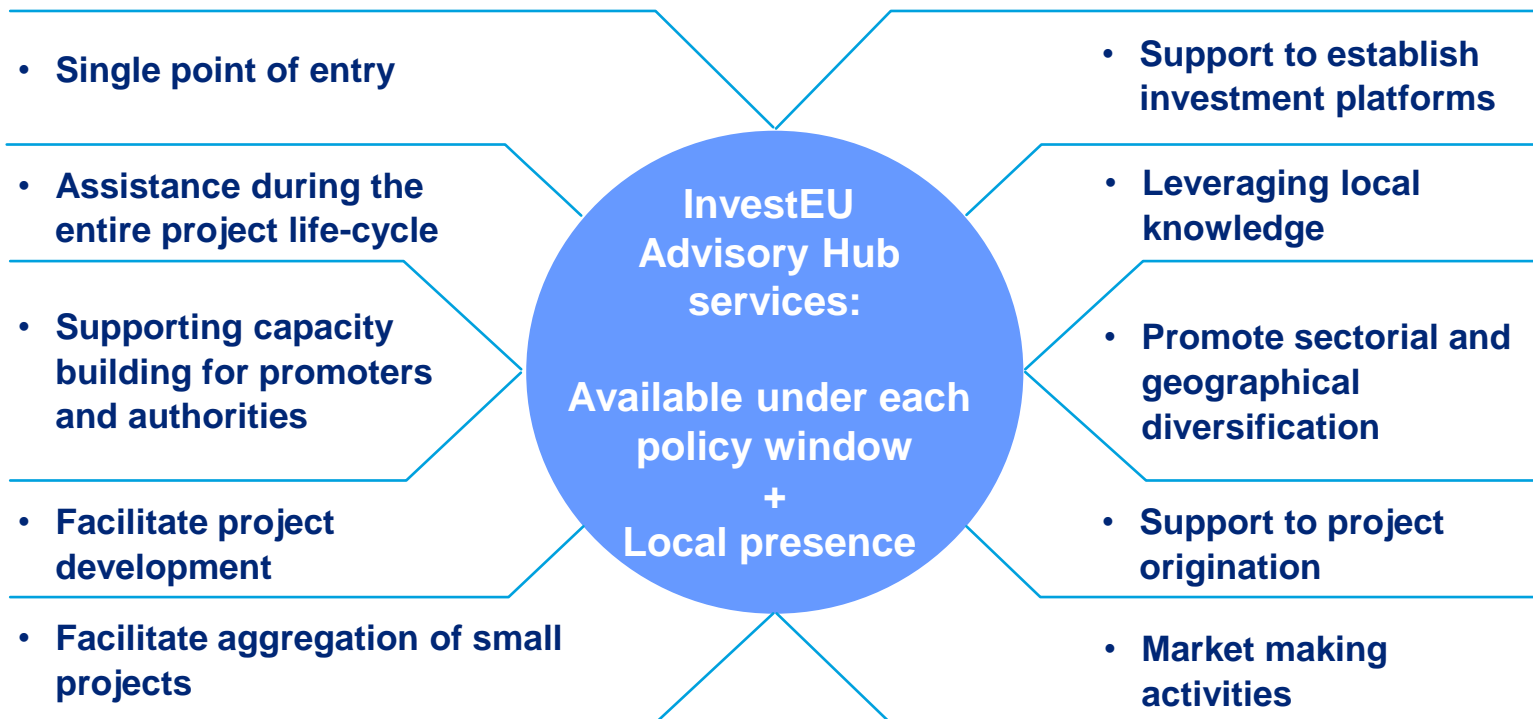 • Single point of entry
• Assistance during the
entire project life-cycle
• Supporting capacity
building for promoters
and authorities
• Facilitate project
development
• Facilitate aggregation of small
projects
InvestEU
Advisory Hub
services:
Available under each
policy window
+
Local presence
• Support to establish
investment platforms
• Leveraging local
knowledge
• Promote sectorial and
geographical
diversification
• Support to project
origination
• Market making
activities